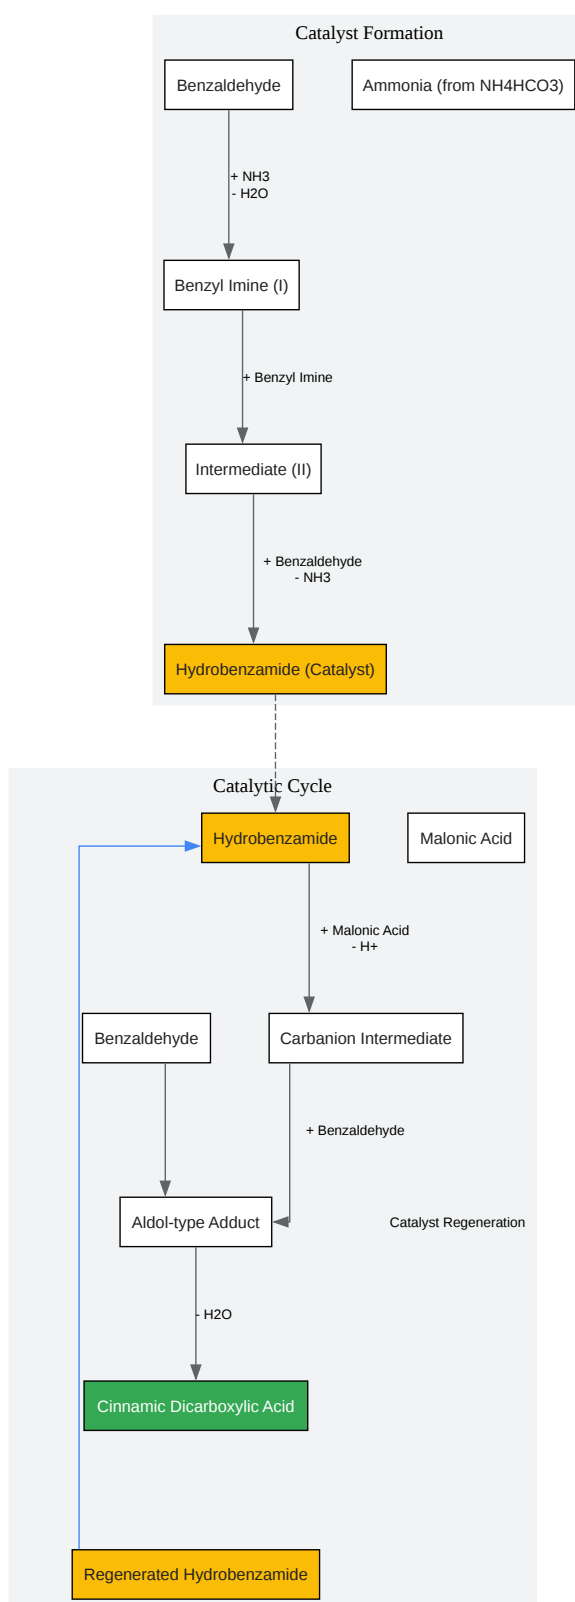 Catalyst Formation
Benzaldehyde
Ammonia (from NH4HCO3)
+ NH3
- H2O
Benzyl Imine (I)
+ Benzyl Imine
Intermediate (II)
+ Benzaldehyde
- NH3
Hydrobenzamide (Catalyst)
Catalytic Cycle
Hydrobenzamide
Malonic Acid
+ Malonic Acid
- H+
Benzaldehyde
Carbanion Intermediate
+ Benzaldehyde
Aldol-type Adduct
Catalyst Regeneration
- H2O
Cinnamic Dicarboxylic Acid
Regenerated Hydrobenzamide